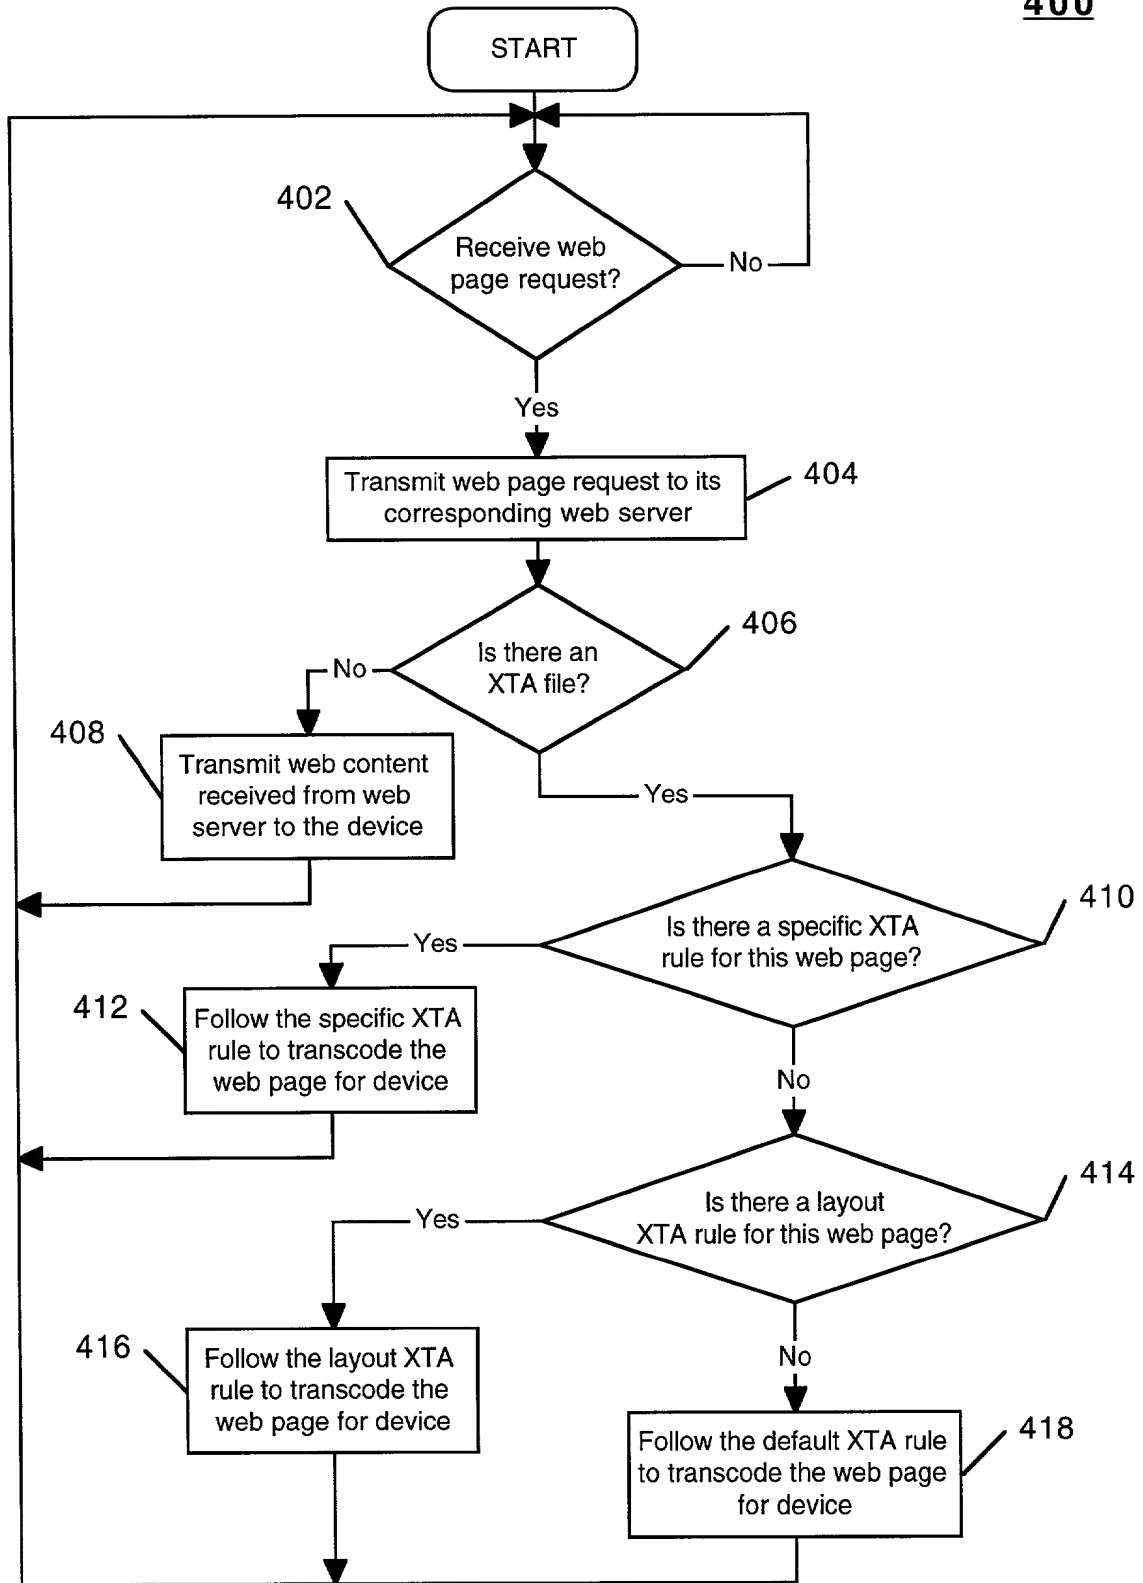 400
START
402
Receive web
page request?
No
Yes
Transmit web page request to its
corresponding web server
404
406
Is there an
XTA file?
No
408
Transmit web content
received from web
server to the device
Yes
410
Is there a specific XTA
rule for this web page?
Yes
412
Follow the specific XTA
rule to transcode the
web page for device
No
414
Is there a layout
XTA rule for this web page?
Yes
416
Follow the layout XTA
rule to transcode the
web page for device
No
418
Follow the default XTA rule
to transcode the web page
for device